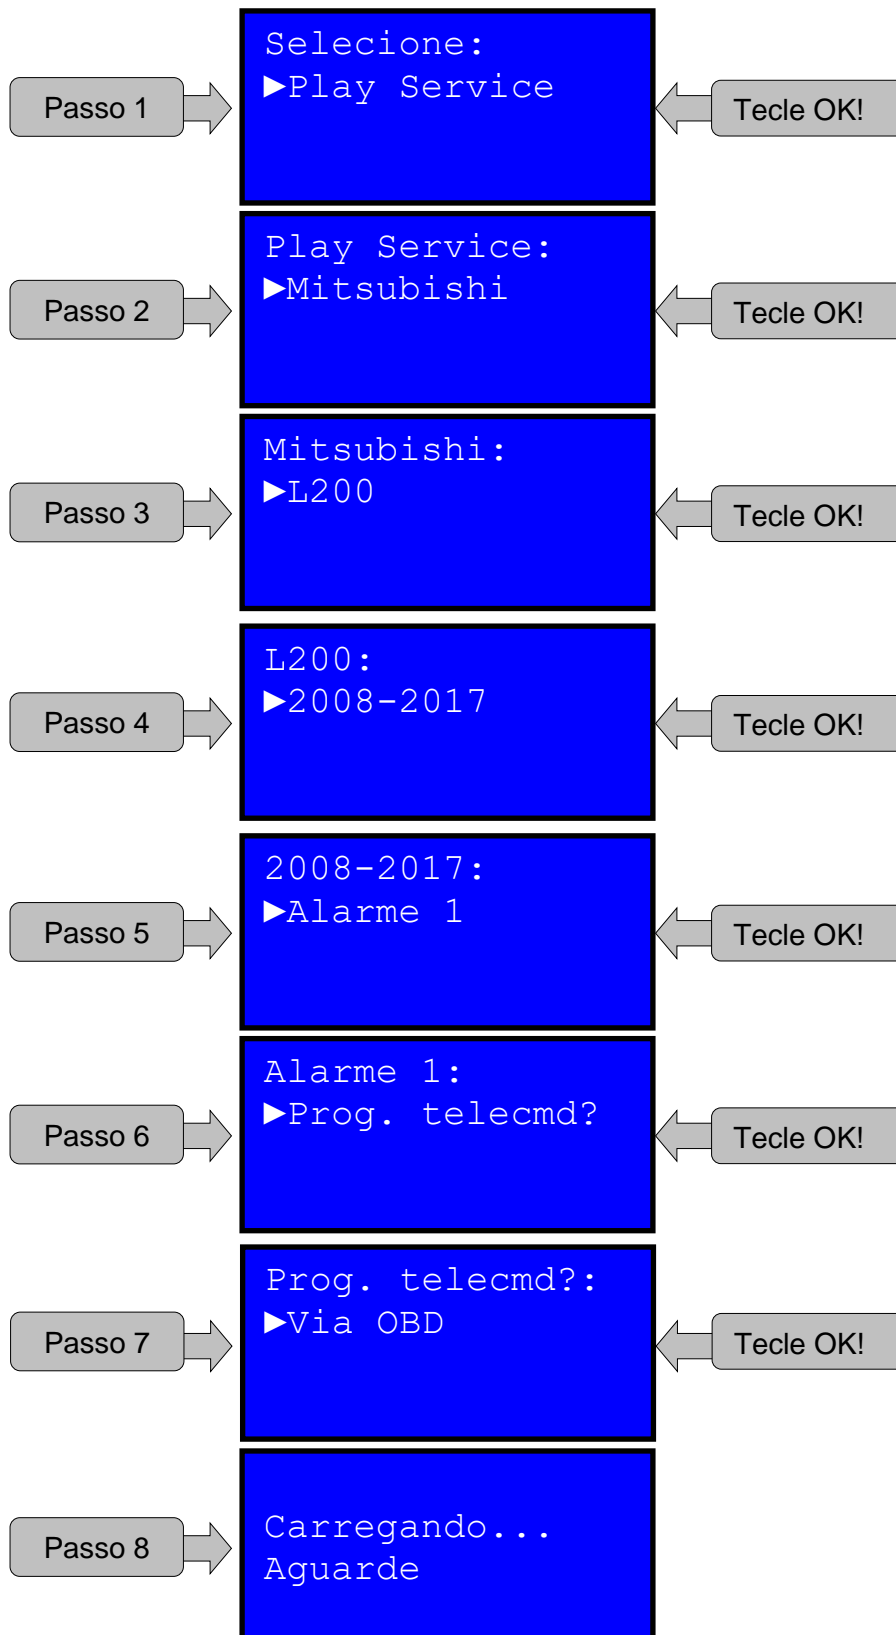 Selecione:
Passo 1
►Play Service
Tecle OK!
Play Service:
Passo 2
►Mitsubishi
Tecle OK!
Mitsubishi:
Passo 3
►L200
Tecle OK!
L200:
Passo 4
►2008-2017
Tecle OK!
2008-2017:
Passo 5
►Alarme 1
Tecle OK!
Alarme 1:
Passo 6
►Prog. telecmd?
Tecle OK!
Prog. telecmd?:
Passo 7
►Via OBD
Tecle OK!
Passo 8
Carregando...
Aguarde